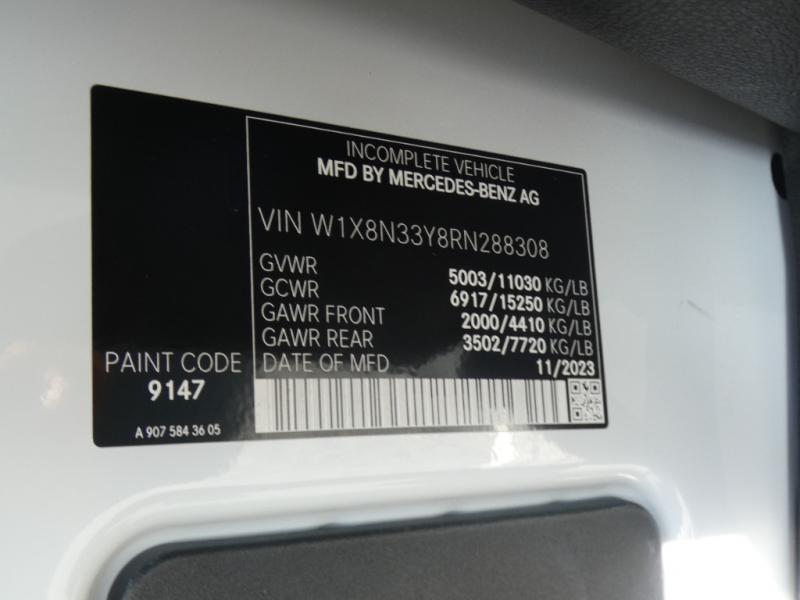 INCOMPLETE VEHICLE
MFD BY MERCEDES-BENZ AG
VIN W1X8N33Y8RN288308
GVWR 5003/11030 KG/LB
GCWR 6917/15250 KG/LB
GAWR FRONT 2000/4410 KG/LB
GAWR REAR 3502/7720 KG/LB
DATE OF MFD 11/2023
PAINT CODE
9147
A 907 584 36 05